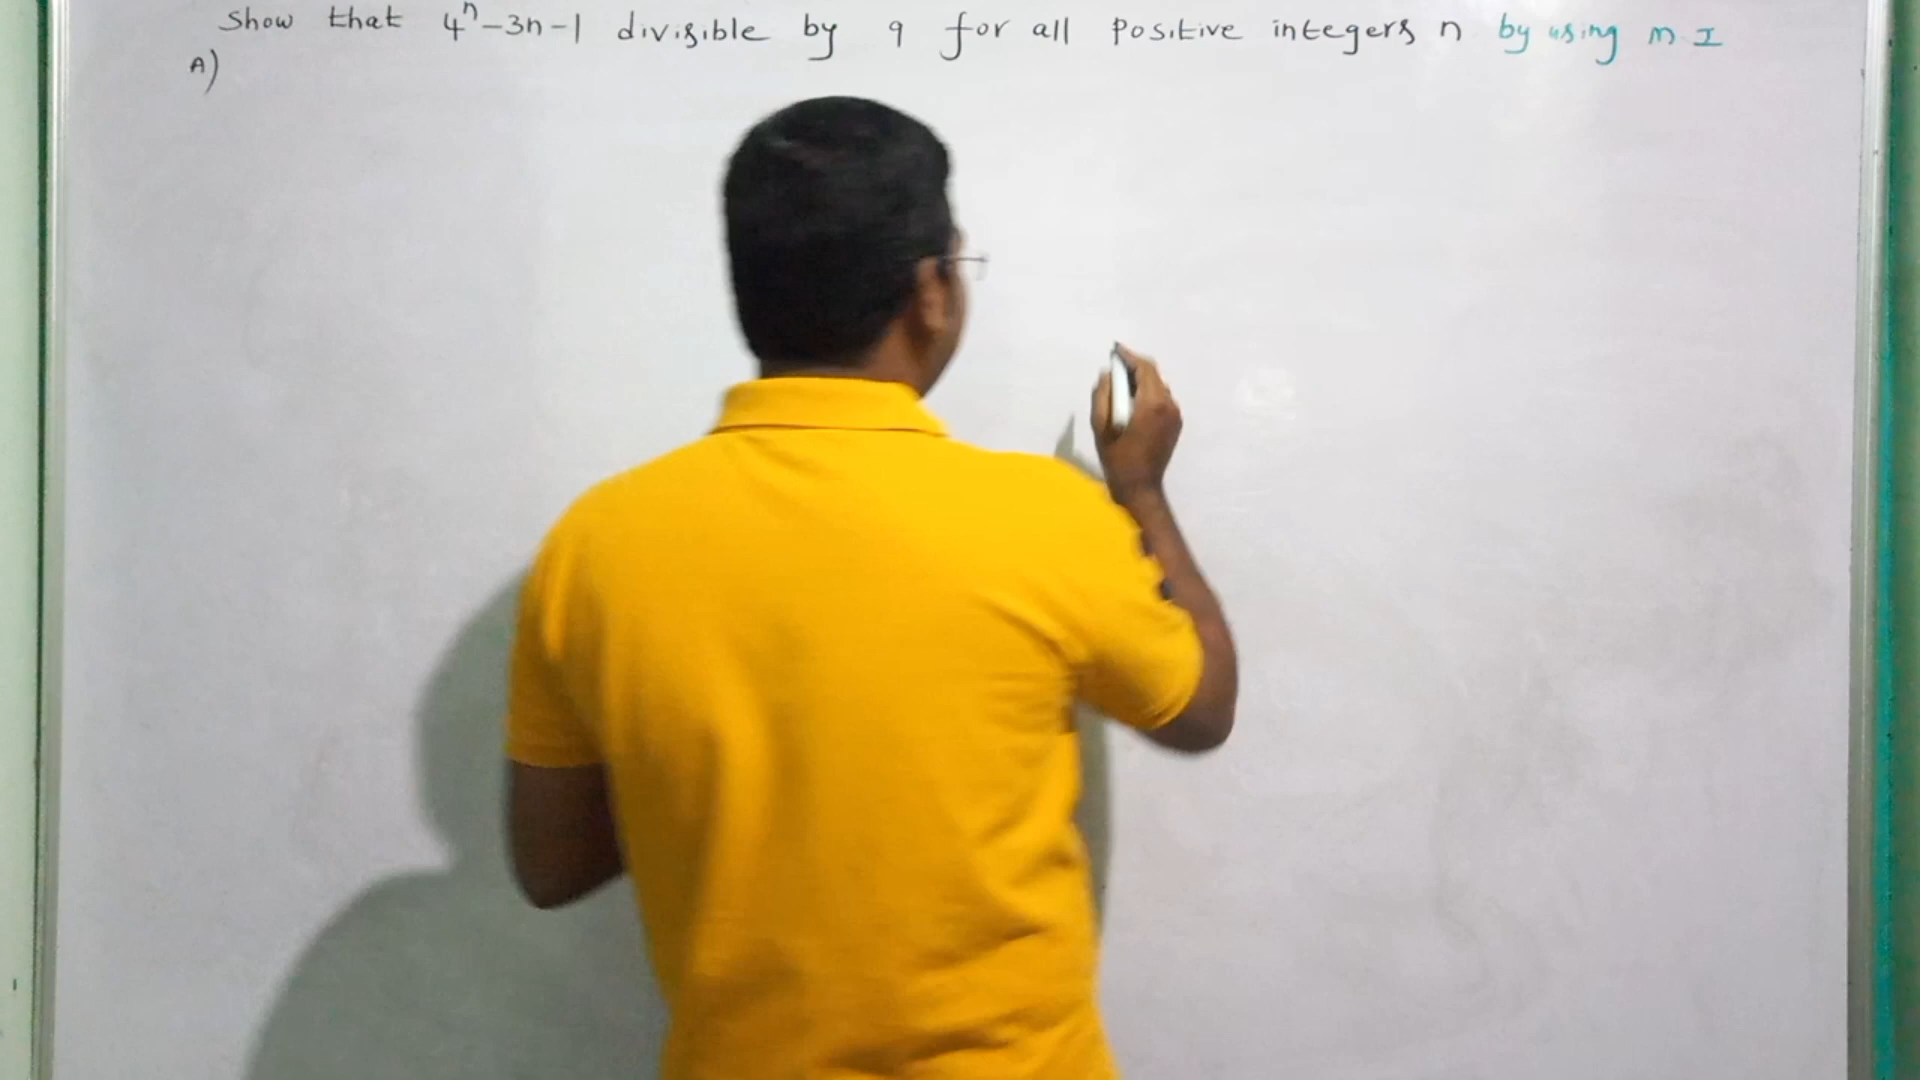 Show that 4ⁿ-3n-1 divisible by 9 for all positive integers n by using m I
A)